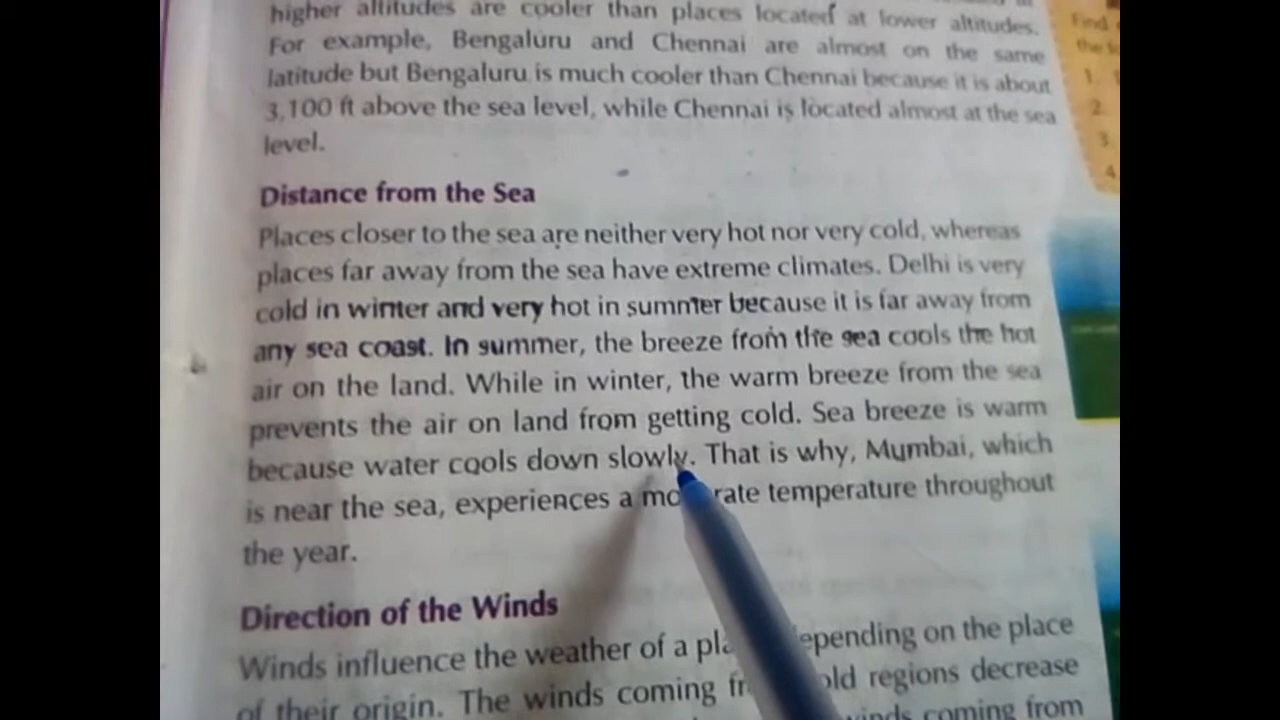 higher altitudes are cooler than places located at lower altitudes.
For example, Bengaluru and Chennai are almost on the same
latitude but Bengaluru is much cooler than Chennai because it is about
3,100 ft above the sea level, while Chennai is located almost at the sea
level.
Distance from the Sea
Places closer to the sea are neither very hot nor very cold, whereas
places far away from the sea have extreme climates. Delhi is very
cold in winter and very hot in summer because it is far away from
any sea coast. In summer, the breeze from the sea cools the hot
air on the land. While in winter, the warm breeze from the sea
prevents the air on land from getting cold. Sea breeze is warm
because water cools down slowly. That is why, Mumbai, which
is near the sea, experiences a temperature throughout
the year.
Direction of the Winds
Winds influence the weather of a on the place
of their origin. The winds coming regions decrease
winds coming from
Find
1.
2.
3.
4